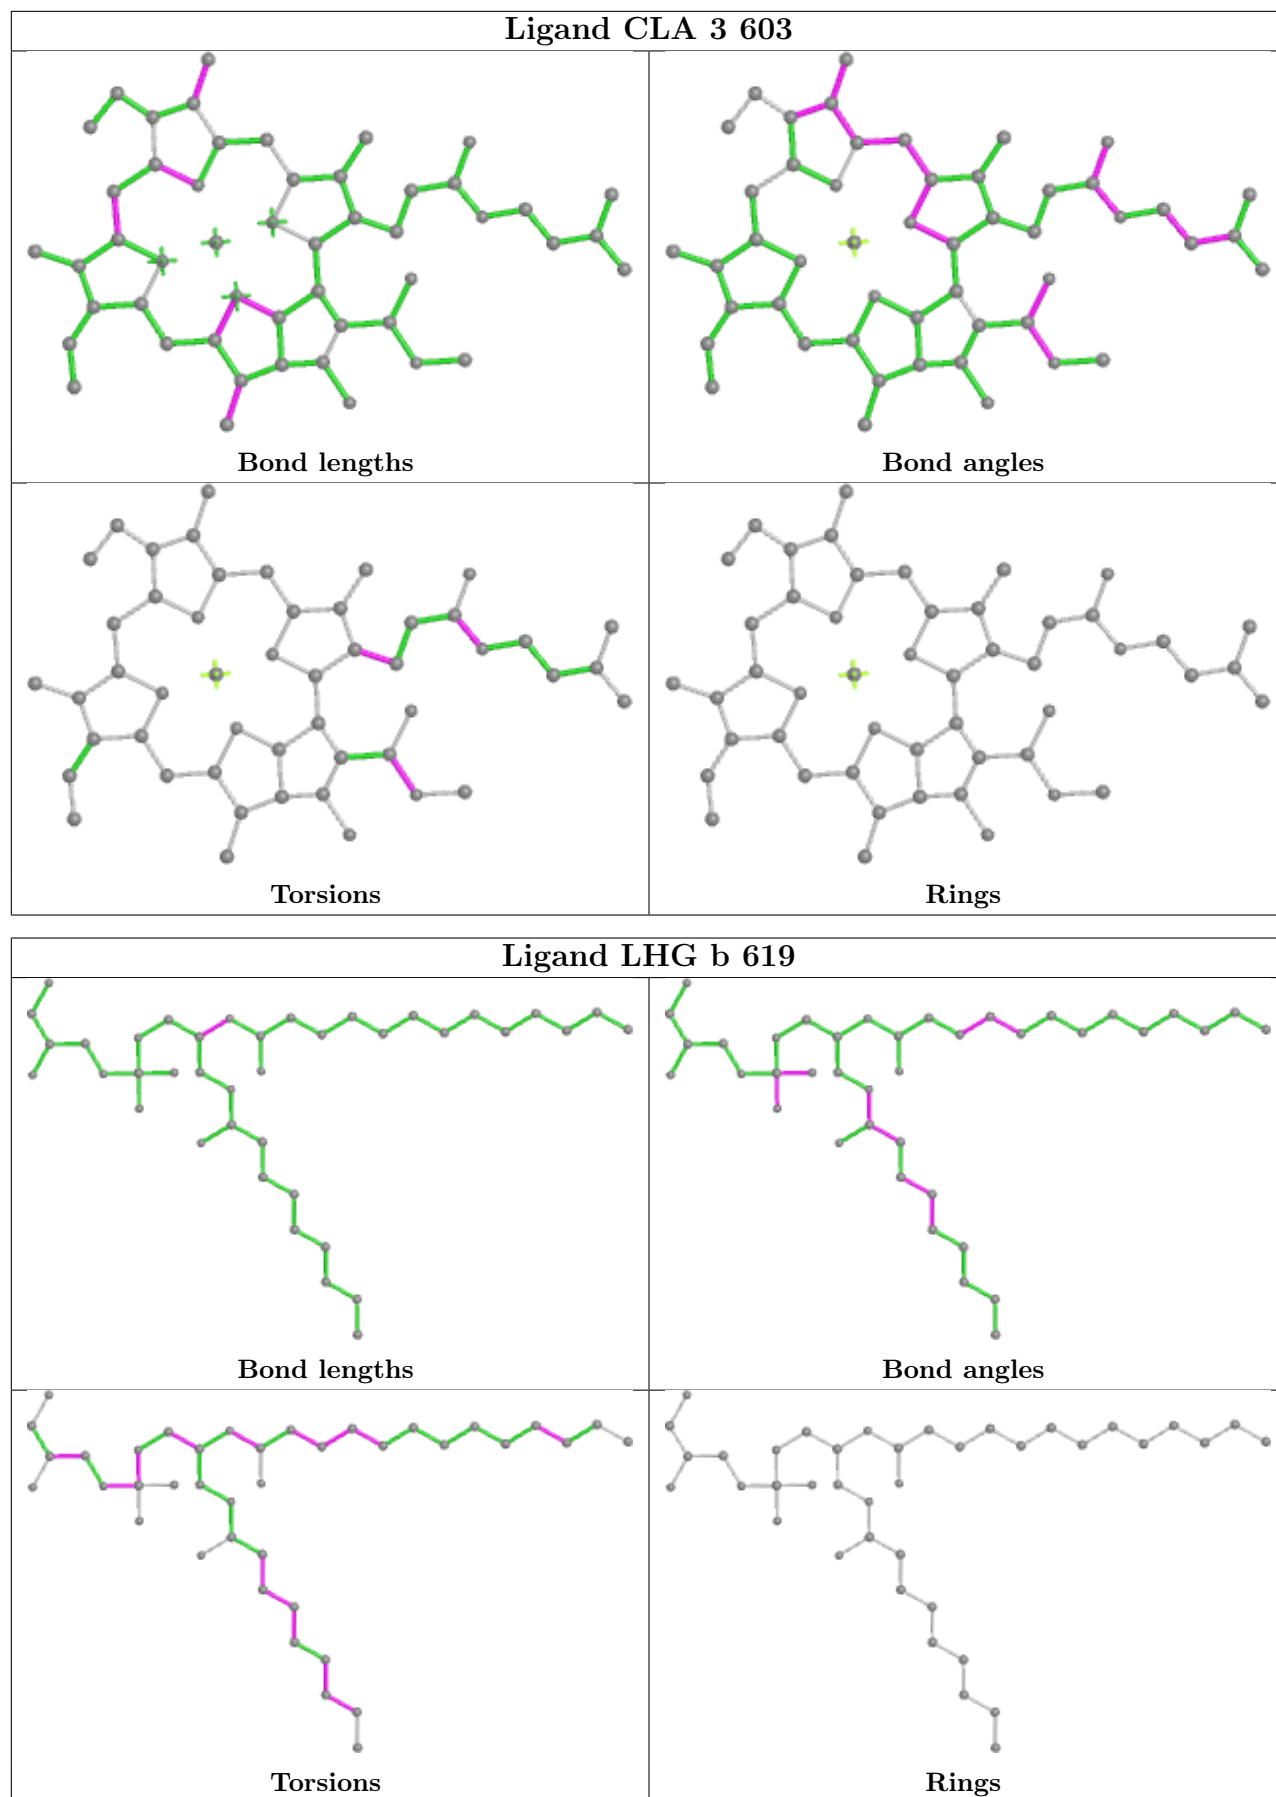 Ligand CLA 3 603
Bond lengths
Bond angles
Torsions
Rings
Ligand LHG b 619
Bond lengths
Bond angles
Torsions
Rings